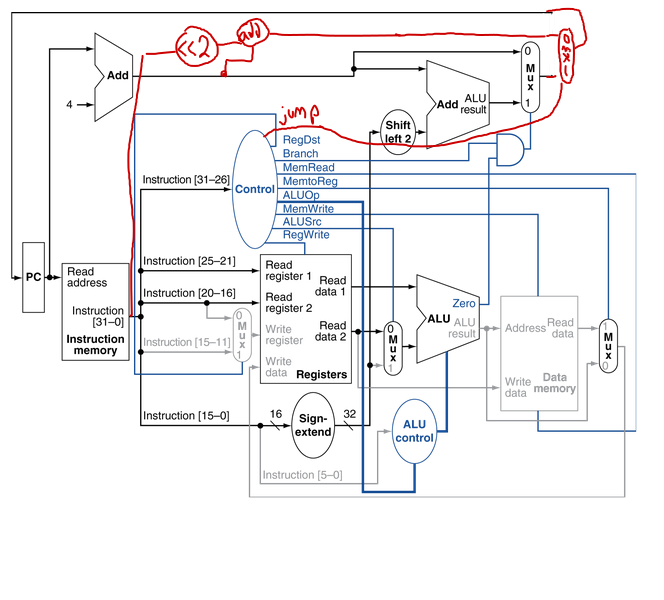 <<2
add
0
mux
1
0
Mux
1
Add
4
Add ALU result
Shift left 2
jump
RegDst
Branch
MemRead
MemtoReg
ALUOp
MemWrite
ALUSrc
RegWrite
Control
Instruction [31–26]
PC
Read address
Instruction [31–0]
Instruction memory
Instruction [25–21]
Instruction [20–16]
Instruction [15–11]
0
Mux
1
Read register 1
Read register 2
Write register
Write data
Read data 1
Read data 2
Registers
0
Mux
1
Zero
ALU
ALU result
Address
Read data
Write data
Data memory
1
Mux
0
Instruction [15–0]
16
Sign-extend
32
ALU control
Instruction [5–0]